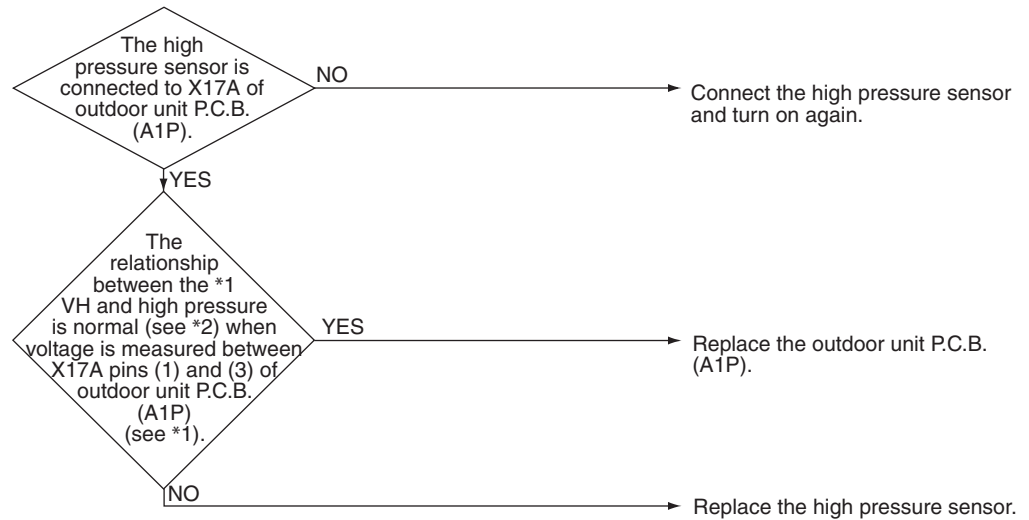 The high
pressure sensor is
connected to X17A of
outdoor unit P.C.B.
(A1P).
NO
Connect the high pressure sensor
and turn on again.
YES
The
relationship
between the *1
VH and high pressure
is normal (see *2) when
voltage is measured between
X17A pins (1) and (3) of
outdoor unit P.C.B.
(A1P)
(see *1).
YES
Replace the outdoor unit P.C.B.
(A1P).
NO
Replace the high pressure sensor.